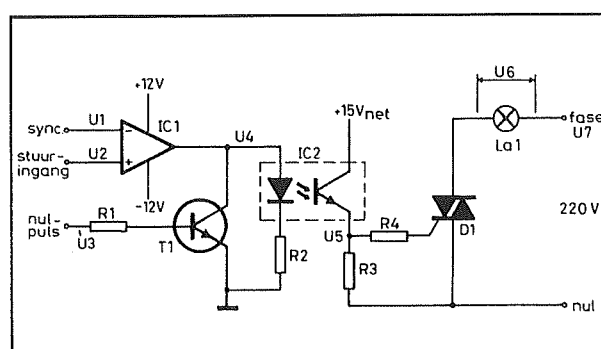 U6
+12V
IC1
+15Vnet
La1
fase
U7
sync.
U1
U4
stuur-
ingang
U2
IC2
-12V
220V
nul-
puls
R1
R4
D1
U3
T1
R2
U5
R3
nul